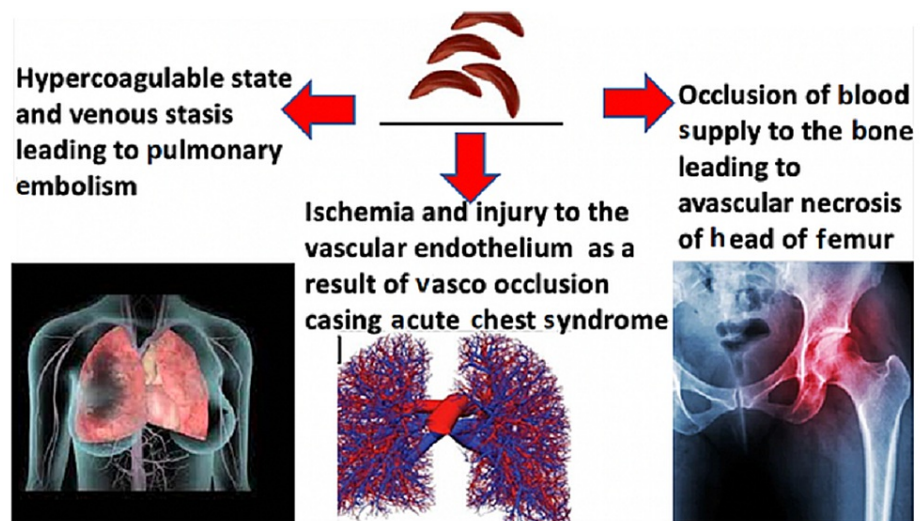 Hypercoagulable state
and venous stasis
leading to pulmonary
embolism
Ischemia and injury to the
vascular endothelium as a
result of vasco occlusion
casing acute chest syndrome
Occlusion of blood
supply to the bone
leading to
avascular necrosis
of head of femur